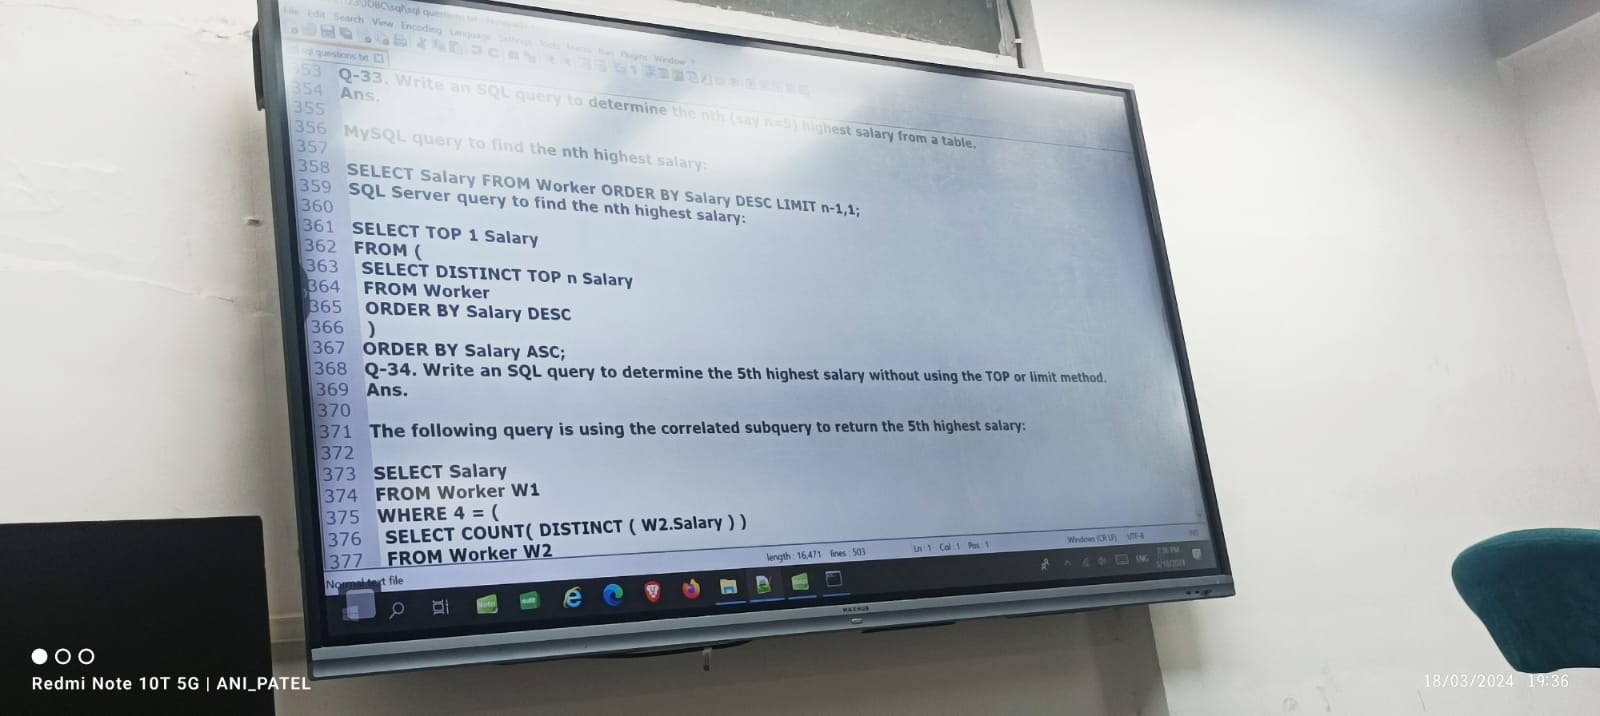 123\JDBC\sql\sql questions.txt - Notepad++
File Edit Search View Encoding Language Settings Tools Macro Run Plugins Window ?
sql questions.txt
353 Q-33. Write an SQL query to determine the nth (say n=5) highest salary from a table.
354 Ans.
355
356 MySQL query to find the nth highest salary:
357
358 SELECT Salary FROM Worker ORDER BY Salary DESC LIMIT n-1,1;
359 SQL Server query to find the nth highest salary:
360
361 SELECT TOP 1 Salary
362 FROM (
363 SELECT DISTINCT TOP n Salary
364 FROM Worker
365 ORDER BY Salary DESC
366 )
367 ORDER BY Salary ASC;
368 Q-34. Write an SQL query to determine the 5th highest salary without using the TOP or limit method.
369 Ans.
370
371 The following query is using the correlated subquery to return the 5th highest salary:
372
373 SELECT Salary
374 FROM Worker W1
375 WHERE 4 = (
376 SELECT COUNT( DISTINCT ( W2.Salary ) )
377 FROM Worker W2
Normal text file length : 16,471 lines : 503 Ln : 1 Col : 1 Pos : 1 Windows (CR LF) UTF-8 INS
ENG 7:36 PM
3/18/2024
MAXHUB
Redmi Note 10T 5G | ANI_PATEL
18/03/2024 19:36